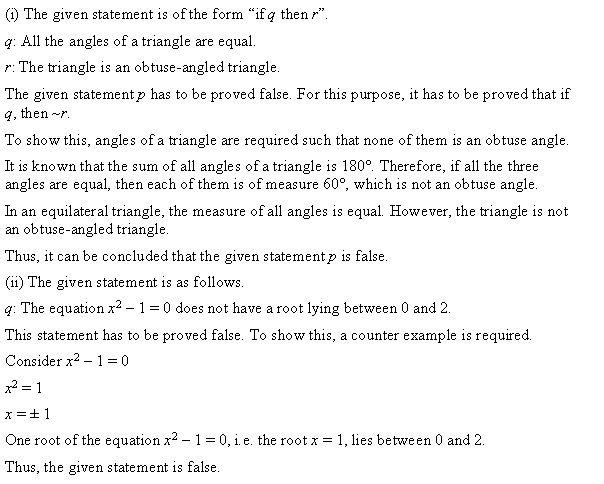 (i) The given statement is of the form “if q then r”.
q: All the angles of a triangle are equal.
r: The triangle is an obtuse-angled triangle.
The given statement p has to be proved false. For this purpose, it has to be proved that if
q, then ~r.
To show this, angles of a triangle are required such that none of them is an obtuse angle.
It is known that the sum of all angles of a triangle is 180°. Therefore, if all the three
angles are equal, then each of them is of measure 60°, which is not an obtuse angle.
In an equilateral triangle, the measure of all angles is equal. However, the triangle is not
an obtuse-angled triangle.
Thus, it can be concluded that the given statement p is false.
(ii) The given statement is as follows.
q: The equation x² – 1 = 0 does not have a root lying between 0 and 2.
This statement has to be proved false. To show this, a counter example is required.
Consider x² – 1 = 0
x² = 1
x = ± 1
One root of the equation x² – 1 = 0, i.e. the root x = 1, lies between 0 and 2.
Thus, the given statement is false.